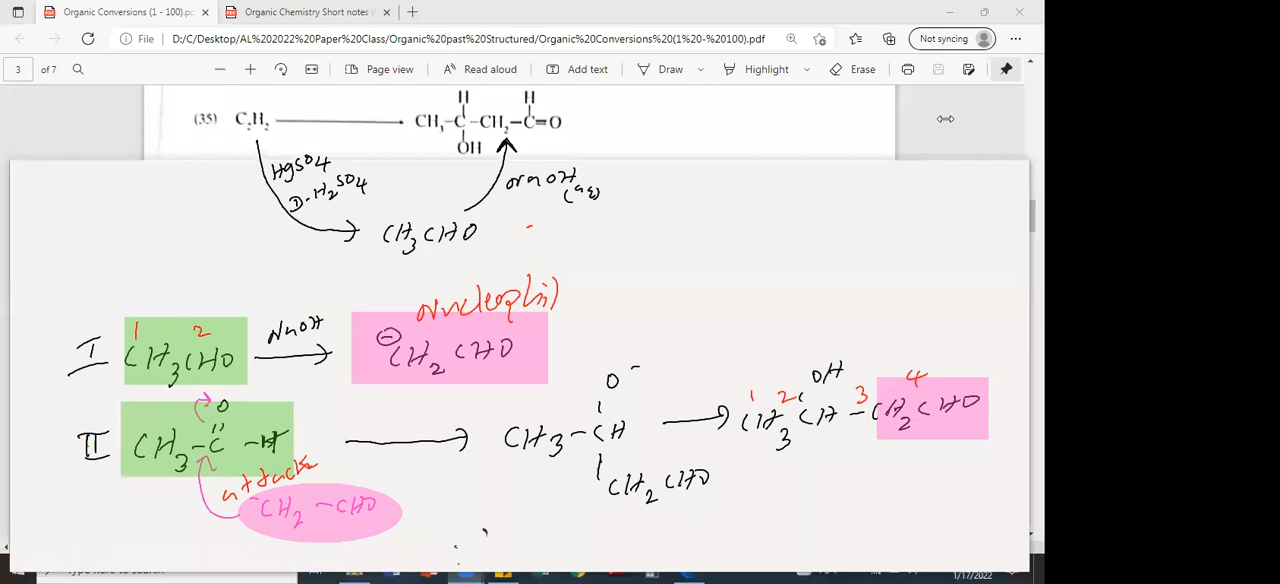 Organic Conversions (1 - 100).pc
Organic Chemistry Short notes (
File
D:/C/Desktop/AL%202022%20Paper%20Class/Organic%20past%20Structured/Organic%20Conversions%20(1%20-%20100).pdf
Not syncing
3 of 7
Page view
Read aloud
Add text
Draw
Highlight
Erase
H H
(35) C₂H₂ CH₃-C-CH₂-C=O
OH
HgSO4
D-H₂SO4
NaOH
(aq)
CH₃CHO
Nucleop(ili)
1 2
I CH₃CHO NaOH ⊖CH₂CHO
O⁻
OH
1 2 3 4
II CH₃-C-H CH₃-CH CH₃CH-CH₂CHO
O
attack
CH₂CHO
⁻CH₂-CHO
Type here to search
1/17/2022